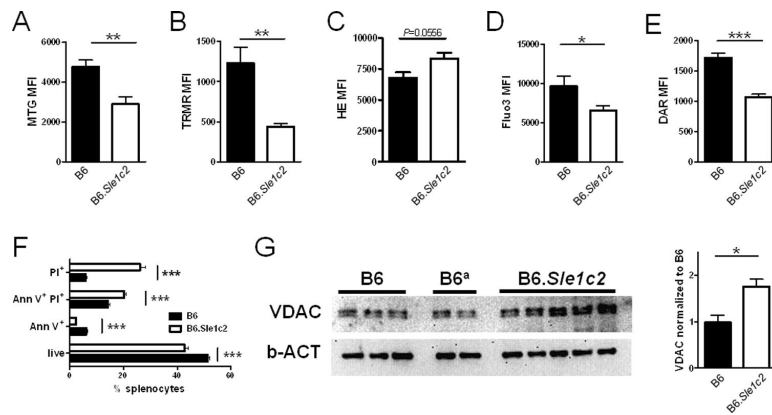 A
MTG MFI
6000
4000
2000
0
**
B6
B6.Sle1c2
B
TRMR MFI
1500
1000
500
0
**
B6
B6.Sle1c2
C
HE MFI
10000
7500
5000
2500
0
P=0.0556
B6
B6.Sle1c2
D
Fluo3 MFI
15000
10000
5000
0
*
B6
B6.Sle1c2
E
DAR MFI
2000
1500
1000
500
0
***
B6
B6.Sle1c2
F
PI⁺
***
Ann V⁺ PI⁺
***
Ann V⁺
***
live
***
B6
B6.Sle1c2
0 20 40 60
% splenocytes
G
B6 B6ᵃ B6.Sle1c2
VDAC
b-ACT
VDAC normalized to B6
2
1
0
*
B6
B6.Sle1c2